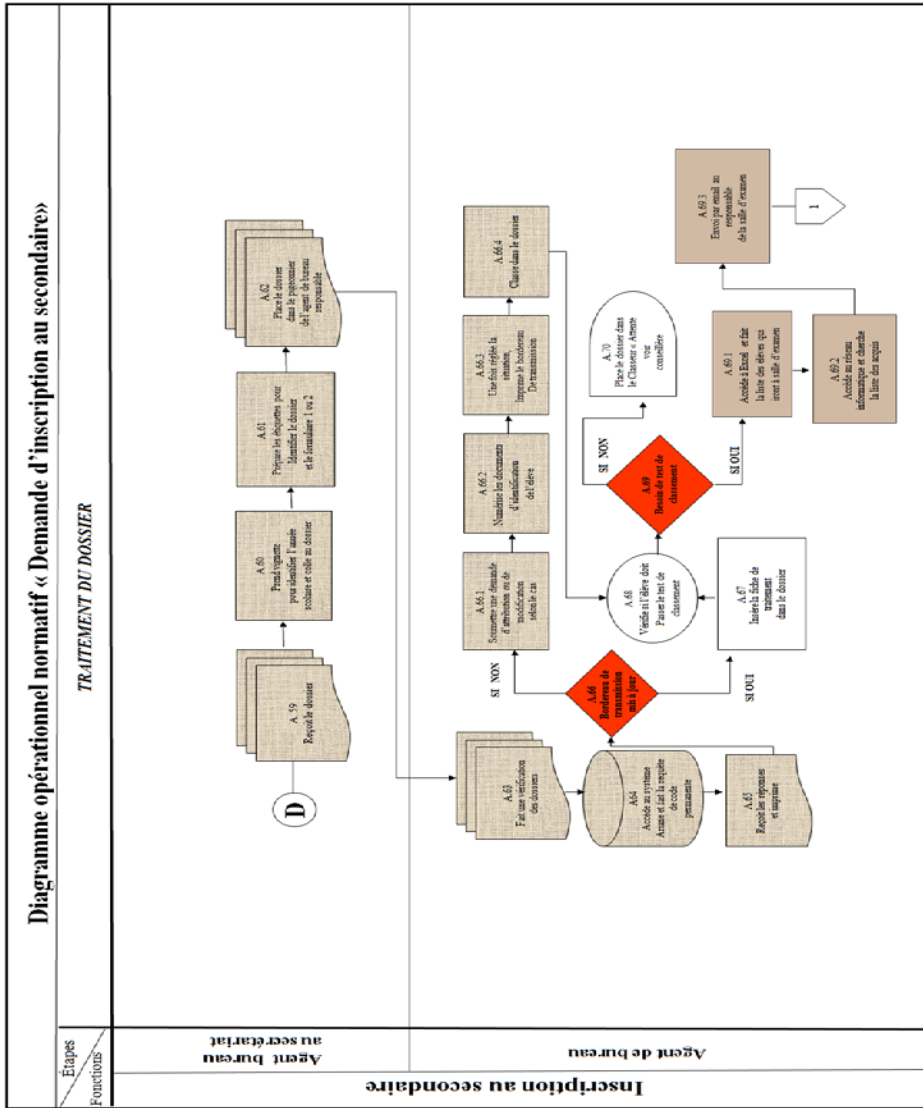 Diagramme opérationnel normatif « Demande d'inscription au secondaire»
Étapes
Fonctions
TRAITEMENT DU DOSSIER
Inscription au secondaire
Agent bureau
au secrétariat
D
A.59
Reçoit le dossier
A.60
Prend vignette
pour identifier l'année
scolaire et colle au dossier
A.61
Prépare les étiquettes pour
Identifier le dossier
et le formulaire 1 ou 2
A.62
Place le dossier
dans le pigeonnier
de l'agent de bureau
responsable
Agent de bureau
A.63
Fait une vérification
des dossiers
A64
Accède au système
Ariane et fait la requête
de code
permanente
A.65
Reçoit les réponses
et imprime
A.66
Bordereau de
transmission
mis à jour
SI NON
SI OUI
A.66.1
Soumettre une demande
d'attribution ou de
modification
selon le cas
A.66.2
Numérise les documents
d'identification
de l'élève
A.66.3
Une fois réglée la
situation,
Imprime le bordereau
De transmission
A.66.4
Classe dans le dossier
A.67
Insère la fiche de
traitement
dans le dossier
A.68
Vérifie si l'élève doit
Passer le test de
classement
A.69
Besoin de test de
classement
SI NON
SI OUI
A.70
Place le dossier dans
le Classeur « Attente
voir
conseillère
A.69.1
Accède à Excel et fait
la liste des élèves qui
iront à salle d'examen
A.69.2
Accède au réseau
informatique et cherche
la liste des acquis
A.69.3
Envoi par email au
responsable
de la salle d'examen
1